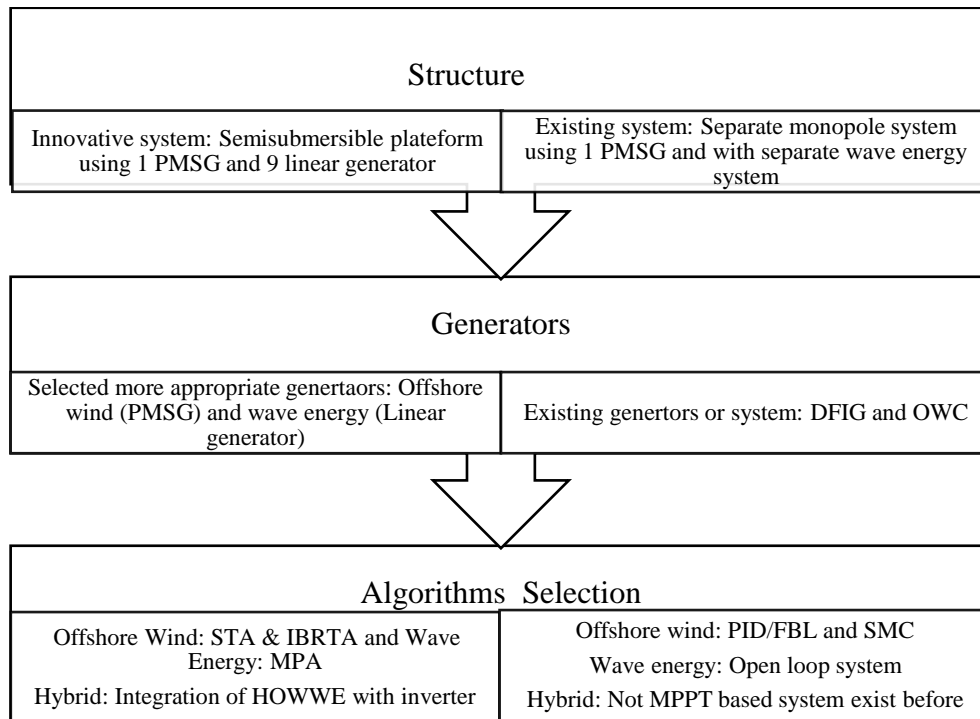 Structure
Innovative system: Semisubmersible plateform
using 1 PMSG and 9 linear generator
Existing system: Separate monopole system
using 1 PMSG and with separate wave energy
system
Generators
Selected more appropriate genertaors: Offshore
wind (PMSG) and wave energy (Linear
generator)
Existing genertors or system: DFIG and OWC
Algorithms Selection
Offshore Wind: STA & IBRTA and Wave
Energy: MPA
Hybrid: Integration of HOWWE with inverter
Offshore wind: PID/FBL and SMC
Wave energy: Open loop system
Hybrid: Not MPPT based system exist before